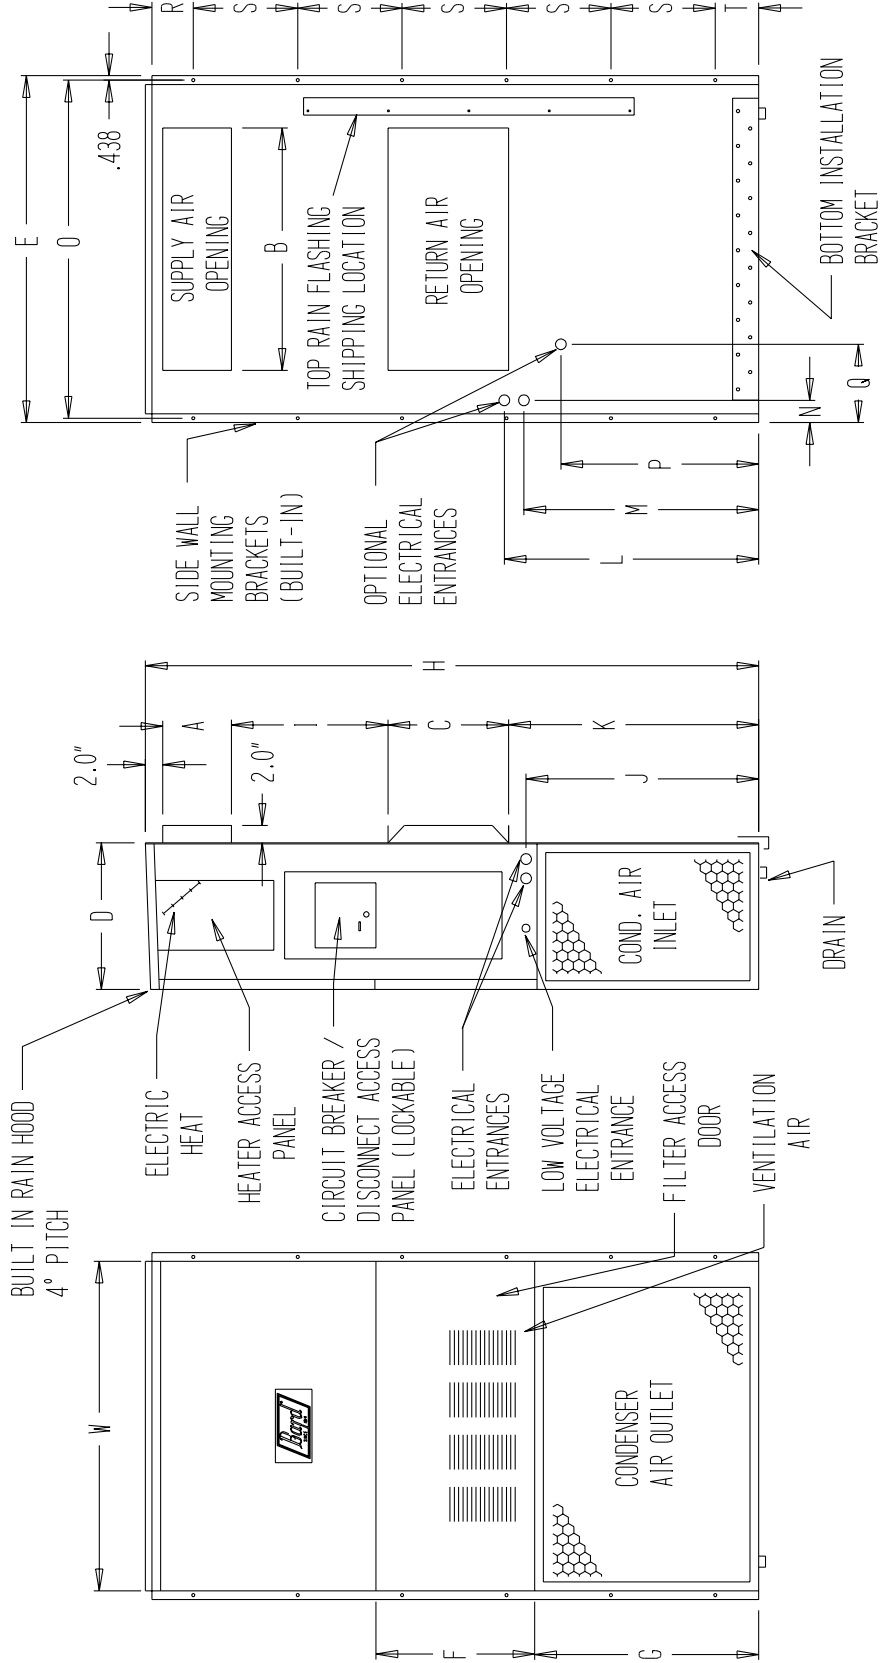 W
F
G
Bard
BUILT IN RAIN HOOD
4° PITCH
ELECTRIC
HEAT
HEATER ACCESS
PANEL
CIRCUIT BREAKER /
DISCONNECT ACCESS
PANEL (LOCKABLE)
ELECTRICAL
ENTRANCES
LOW VOLTAGE
ELECTRICAL
ENTRANCE
FILTER ACCESS
DOOR
VENTILATION
AIR
CONDENSER
AIR OUTLET
D
2.0"
A
I
2.0"
C
H
K
J
COND. AIR
INLET
DRAIN
SIDE WALL
MOUNTING
BRACKETS
(BUILT-IN)
OPTIONAL
ELECTRICAL
ENTRANCES
L
M
P
N
Q
E
O
.438
SUPPLY AIR
OPENING
B
TOP RAIN FLASHING
SHIPPING LOCATION
RETURN AIR
OPENING
R
S
S
S
S
S
T
BOTTOM INSTALLATION
BRACKET